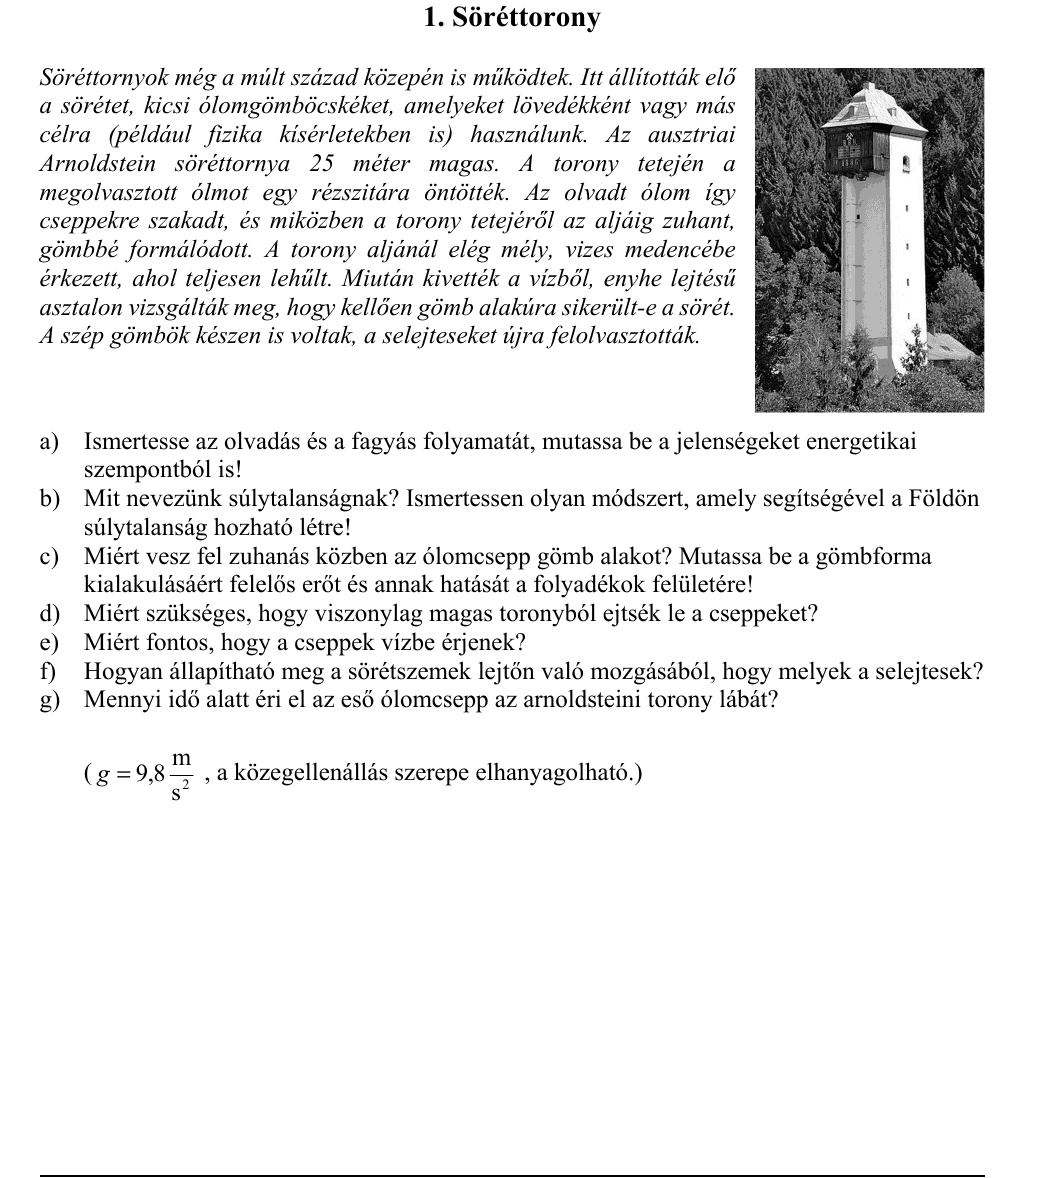 1. Söréttorony
Söréttornyok még a múlt század közepén is működtek. Itt állították elő
a sörétet, kicsi ólomgömböcskéket, amelyeket lövedékként vagy más
célra (például fizika kísérletekben is) használunk. Az ausztriai
Arnoldstein söréttornya 25 méter magas. A torony tetején a
megolvasztott ólmot egy rézszitára öntötték. Az olvadt ólom így
cseppekre szakadt, és miközben a torony tetejéről az aljáig zuhant,
gömbbé formálódott. A torony aljánál elég mély, vizes medencébe
érkezett, ahol teljesen lehűlt. Miután kivették a vízből, enyhe lejtésű
asztalon vizsgálták meg, hogy kellően gömb alakúra sikerült-e a sörét.
A szép gömbök készen is voltak, a selejteseket újra felolvasztották.
a) Ismertesse az olvadás és a fagyás folyamatát, mutassa be a jelenségeket energetikai
szempontból is!
b) Mit nevezünk súlytalanságnak? Ismertessen olyan módszert, amely segítségével a Földön
súlytalanság hozható létre!
c) Miért vesz fel zuhanás közben az ólomcsepp gömb alakot? Mutassa be a gömbforma
kialakulásáért felelős erőt és annak hatását a folyadékok felületére!
d) Miért szükséges, hogy viszonylag magas toronyból ejtsék le a cseppeket?
e) Miért fontos, hogy a cseppek vízbe érjenek?
f) Hogyan állapítható meg a sörétszemek lejtőn való mozgásából, hogy melyek a selejtesek?
g) Mennyi idő alatt éri el az eső ólomcsepp az arnoldsteini torony lábát?
( g = 9,8 m/s² , a közegellenállás szerepe elhanyagolható.)